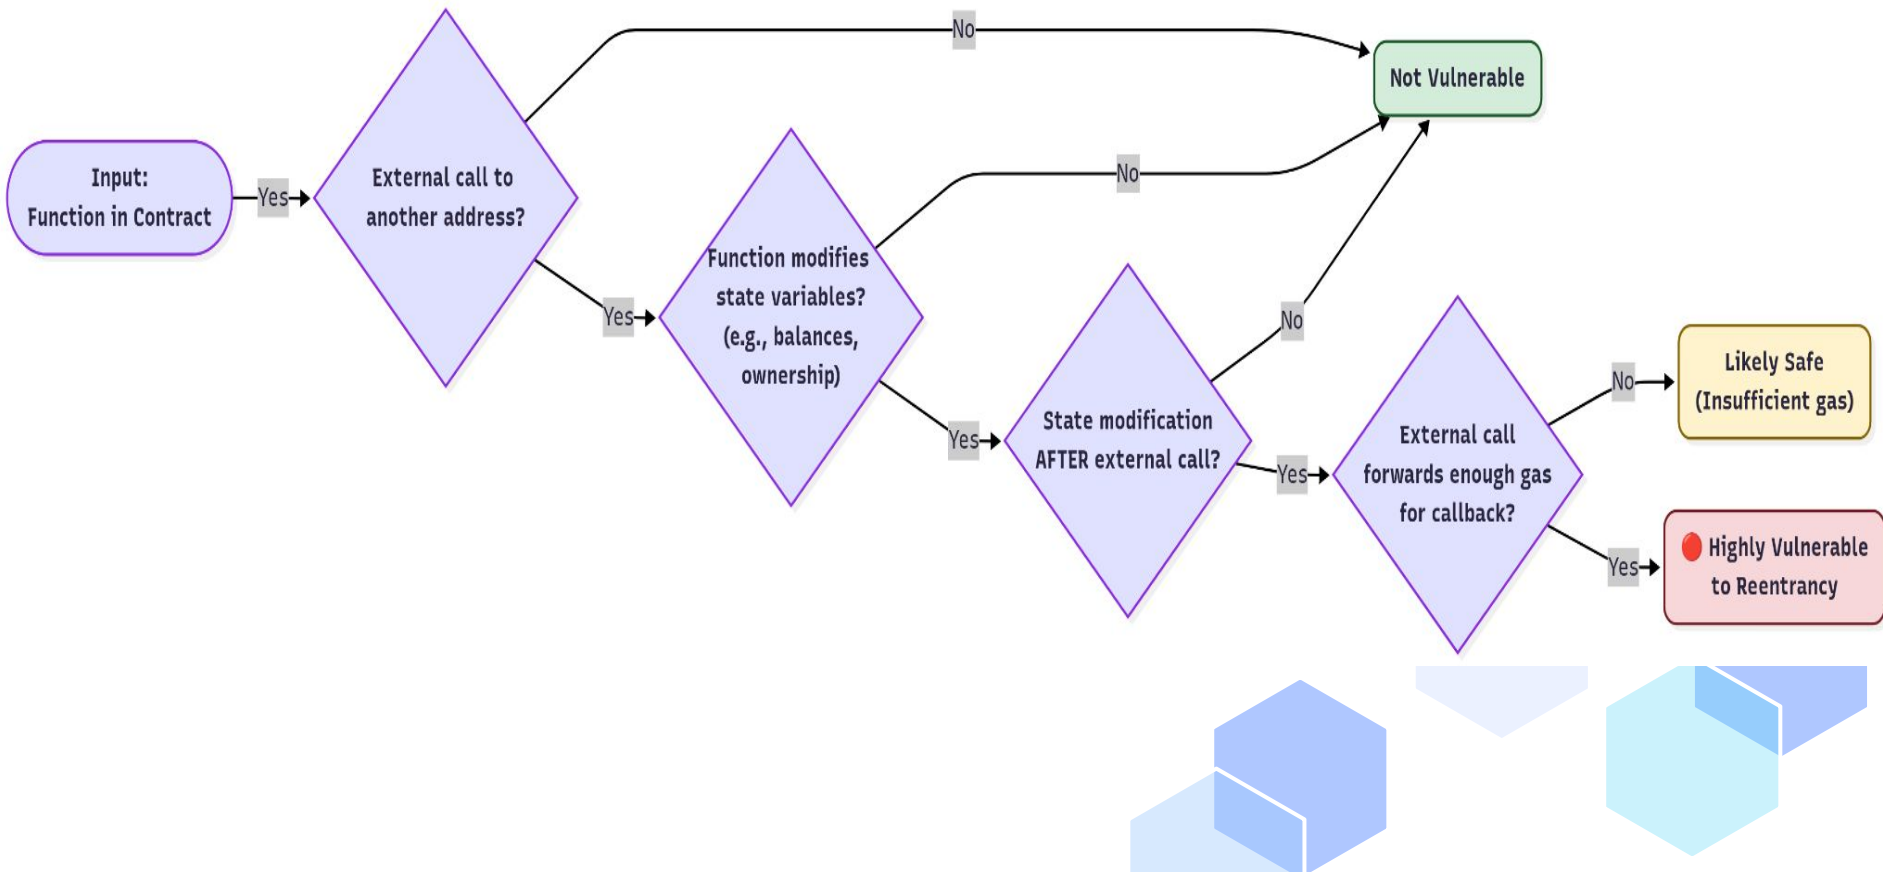 Input:
Function in Contract
Yes
External call to
another address?
No
Yes
Function modifies
state variables?
(e.g., balances,
ownership)
No
Yes
State modification
AFTER external call?
No
Yes
External call
forwards enough gas
for callback?
No
Yes
Not Vulnerable
Likely Safe
(Insufficient gas)
Highly Vulnerable
to Reentrancy